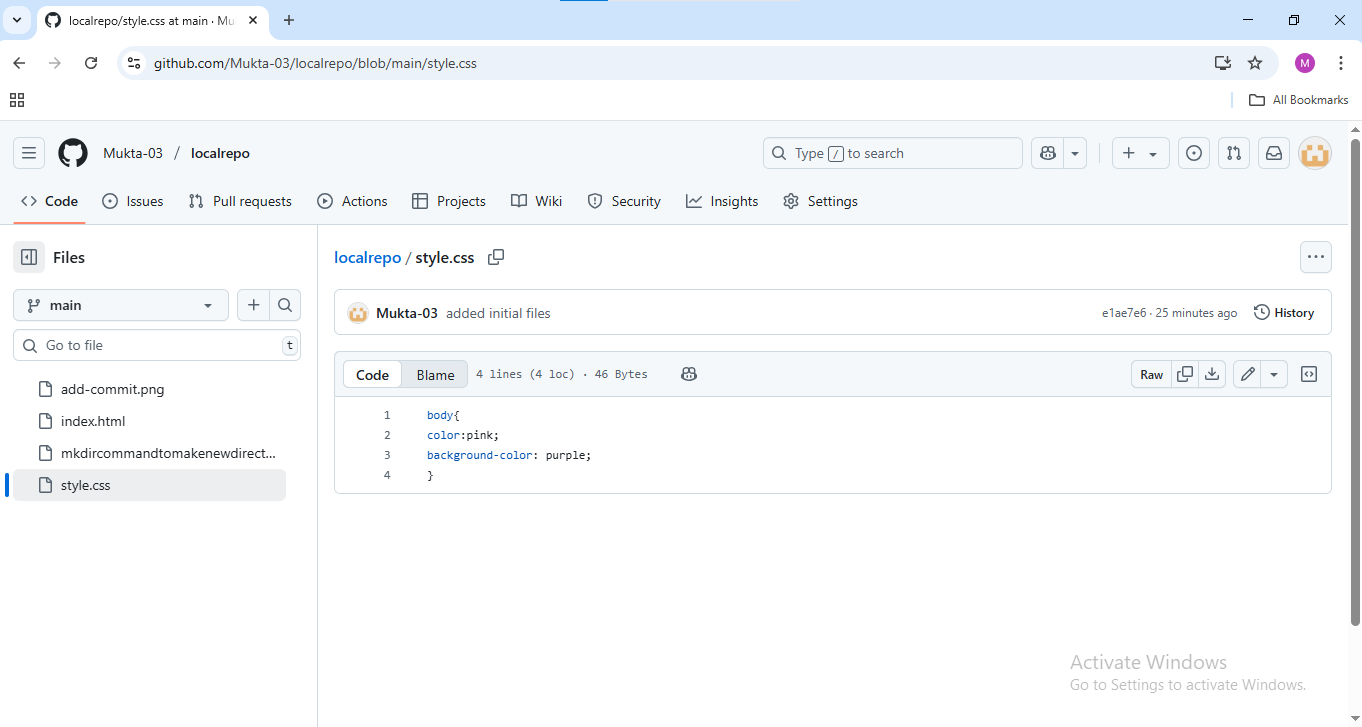 localrepo/style.css at main · Mu
github.com/Mukta-03/localrepo/blob/main/style.css
M
All Bookmarks
Mukta-03 / localrepo
Type / to search
Code Issues Pull requests Actions Projects Wiki Security Insights Settings
Files
main
Go to file t
add-commit.png
index.html
mkdircommandtomakenewdirect...
style.css
localrepo / style.css
Mukta-03 added initial files e1ae7e6 · 25 minutes ago History
Code Blame 4 lines (4 loc) · 46 Bytes Raw
1 body{
2 color:pink;
3 background-color: purple;
4 }
Activate Windows
Go to Settings to activate Windows.